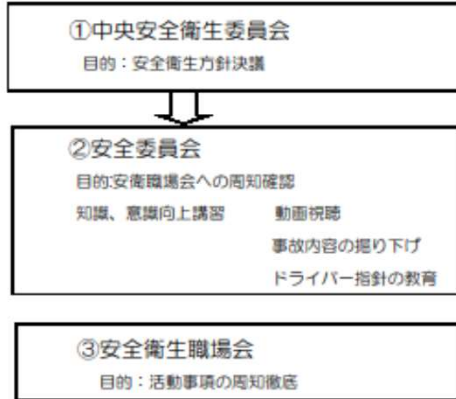 ①中央安全衛生委員会
目的：安全衛生方針決議
②安全委員会
目的:安衛職場会への周知確認
知識、意識向上講習　動画視聴
事故内容の掘り下げ
ドライバー指針の教育
③安全衛生職場会
目的：活動事項の周知徹底